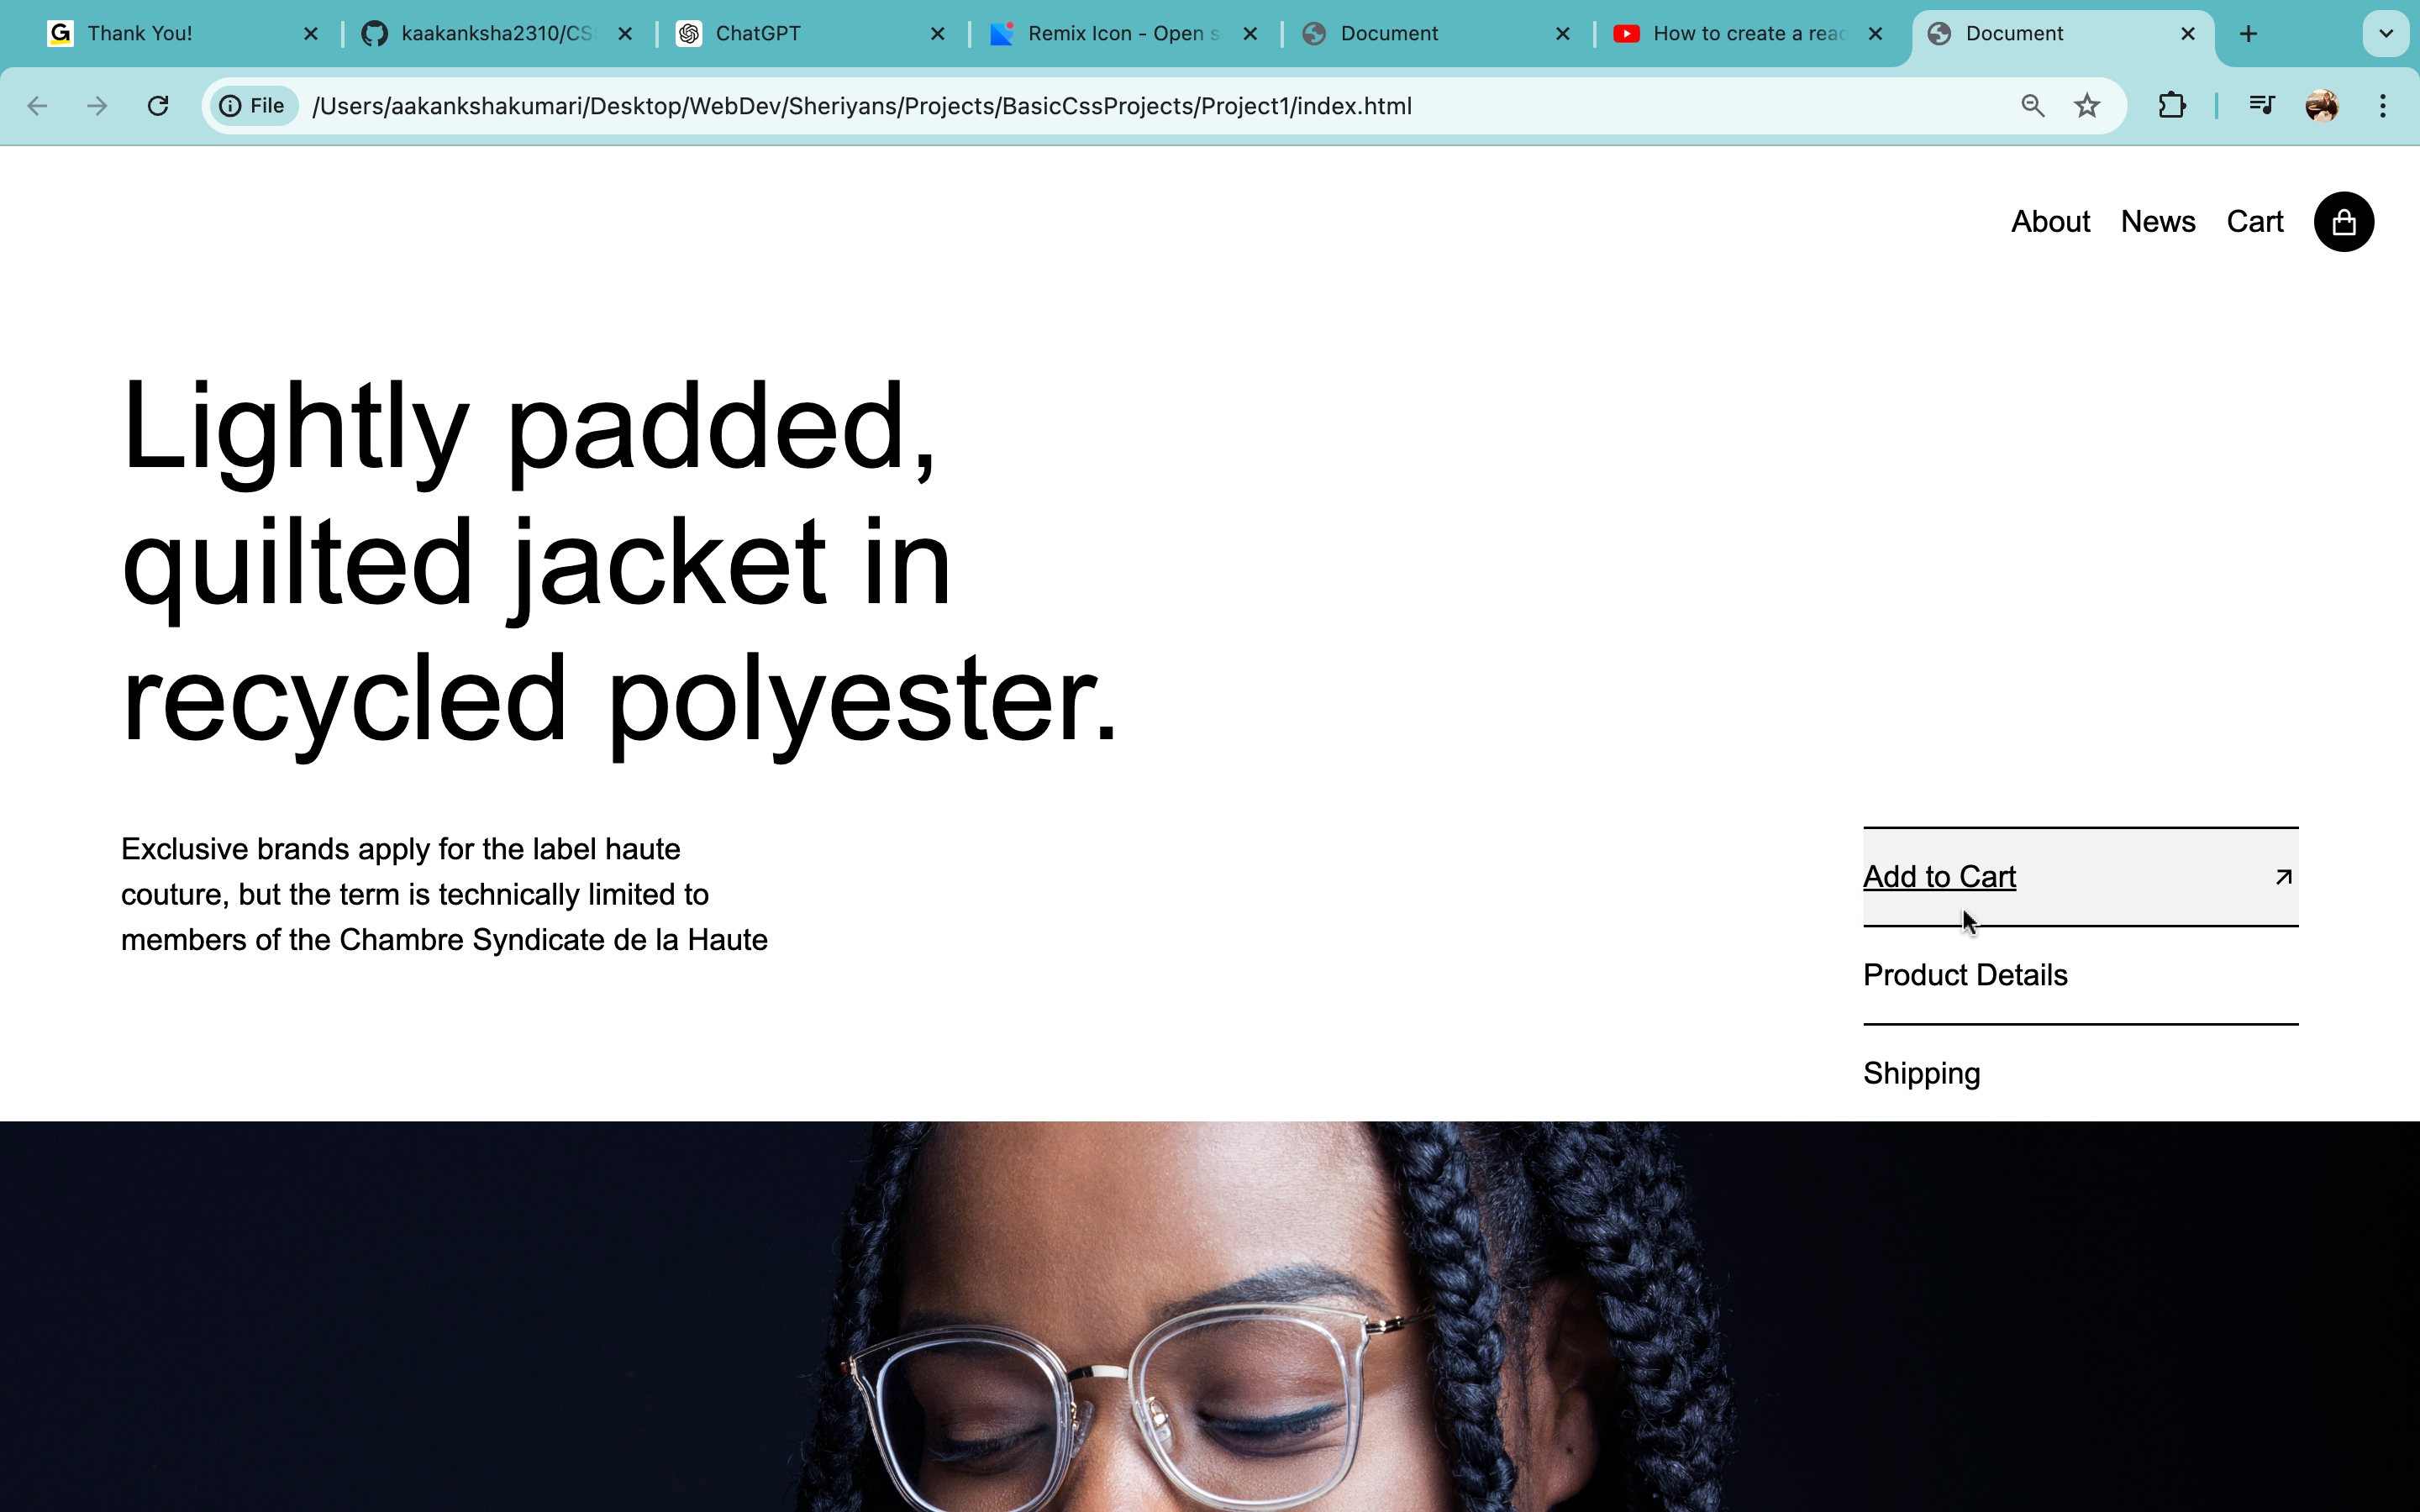 Thank You!
kaakanksha2310/CS
ChatGPT
Remix Icon - Open s
Document
How to create a rea
Document
File
/Users/aakankshakumari/Desktop/WebDev/Sheriyans/Projects/BasicCssProjects/Project1/index.html
About News Cart
Lightly padded,
quilted jacket in
recycled polyester.
Exclusive brands apply for the label haute
couture, but the term is technically limited to
members of the Chambre Syndicate de la Haute
Add to Cart
Product Details
Shipping